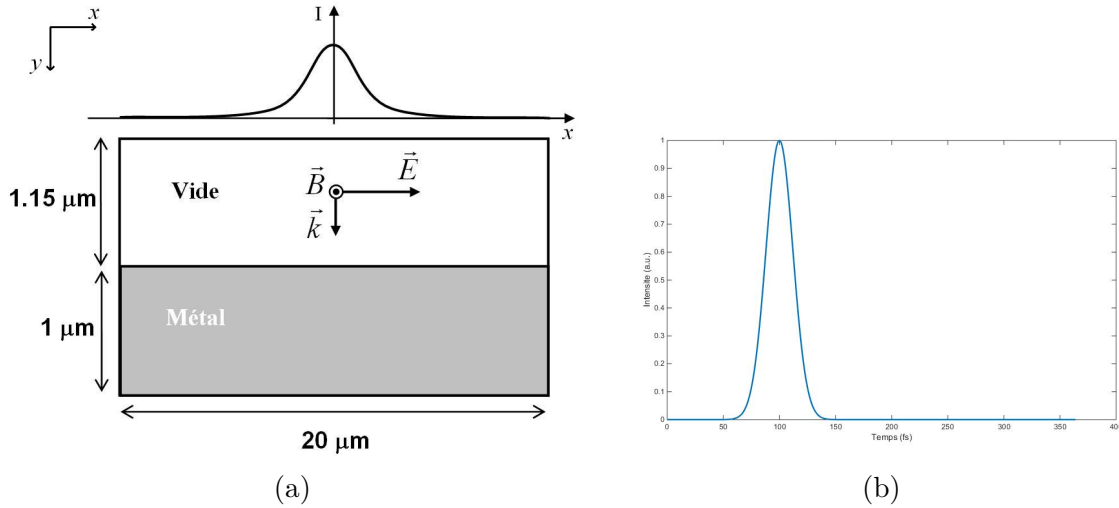 I
x
y
x
1.15 μm
Vide
B⃗
E⃗
k⃗
1 μm
Métal
20 μm
(a)
1
0.9
0.8
0.7
0.6
0.5
0.4
0.3
0.2
0.1
0
Intensite (a.u.)
0 50 100 150 200 250 300 350 40
Temps (fs)
(b)